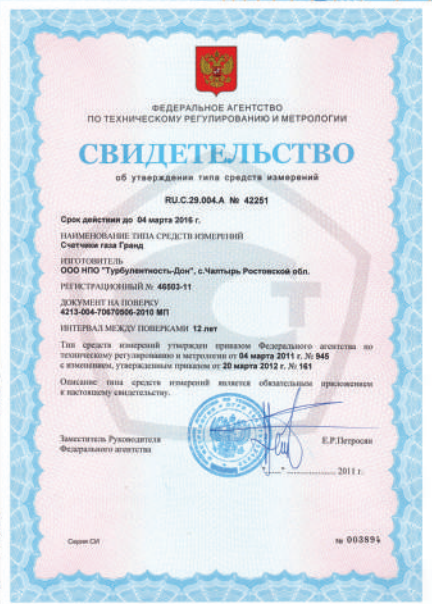 ФЕДЕРАЛЬНОЕ АГЕНТСТВО
ПО ТЕХНИЧЕСКОМУ РЕГУЛИРОВАНИЮ И МЕТРОЛОГИИ
СВИДЕТЕЛЬСТВО
об утверждении типа средств измерений
RU.C.29.004.A № 42251
Срок действия до 04 марта 2016 г.
НАИМЕНОВАНИЕ ТИПА СРЕДСТВ ИЗМЕРЕНИЙ
Счетчики газа Гранд
ИЗГОТОВИТЕЛЬ
ООО НПО "Турбулентность-Дон", с.Чалтырь Ростовской обл.
РЕГИСТРАЦИОННЫЙ № 46503-11
ДОКУМЕНТ НА ПОВЕРКУ
4213-004-70670506-2010 МП
ИНТЕРВАЛ МЕЖДУ ПОВЕРКАМИ 12 лет
Тип средств измерений утвержден приказом Федерального агентства по
техническому регулированию и метрологии от 04 марта 2011 г. № 945
с изменением, утвержденным приказом от 20 марта 2012 г. № 161
Описание типа средств измерений является обязательным приложением
к настоящему свидетельству.
Заместитель Руководителя
Федерального агентства
Е.Р.Петросян
"....." .................... 2011 г.
Серия СИ
№ 003894